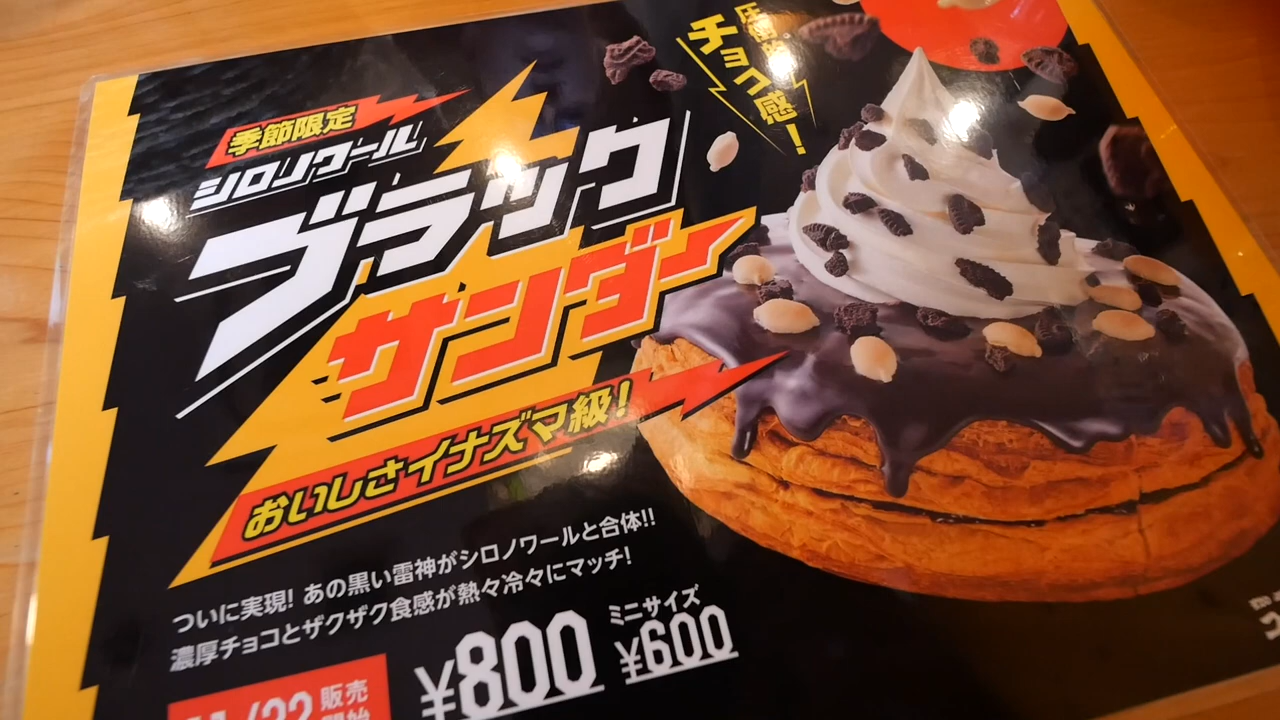 季節限定
シロノワール
ブラック
サンダー
おいしさイナズマ級!
チョコ感!
ついに実現!! あの黒い雷神がシロノワールと合体!!
濃厚チョコとザクザク食感が熱々冷々にマッチ!
¥800
ミニサイズ
¥600
販売